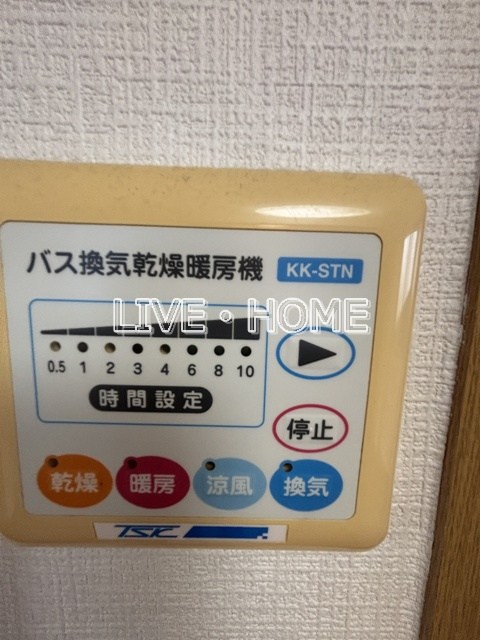 バス換気乾燥暖房機 KK-STN
LIVE・HOME
0.5 1 2 3 4 6 8 10
時間設定
停止
乾燥 暖房 涼風 換気
TSK